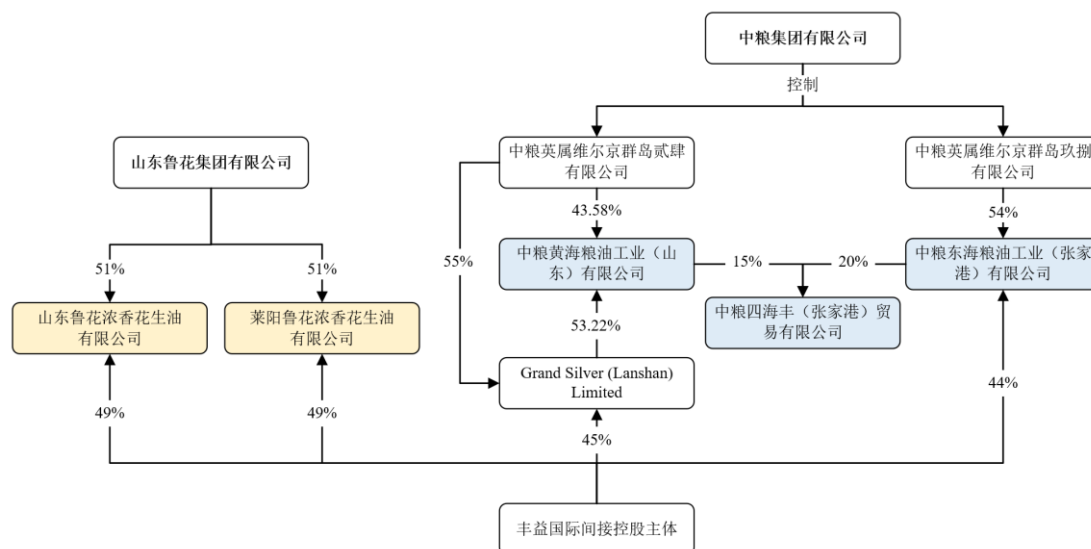 中粮集团有限公司
控制
山东鲁花集团有限公司
中粮英属维尔京群岛贰肆
有限公司
中粮英属维尔京群岛玖捌
有限公司
43.58%
54%
51%
51%
55%
中粮黄海粮油工业（山
东）有限公司
15%
20%
中粮东海粮油工业（张家
港）有限公司
山东鲁花浓香花生油
有限公司
莱阳鲁花浓香花生油
有限公司
中粮四海丰（张家港）贸
易有限公司
53.22%
Grand Silver (Lanshan)
Limited
49%
49%
45%
44%
丰益国际间接控股主体